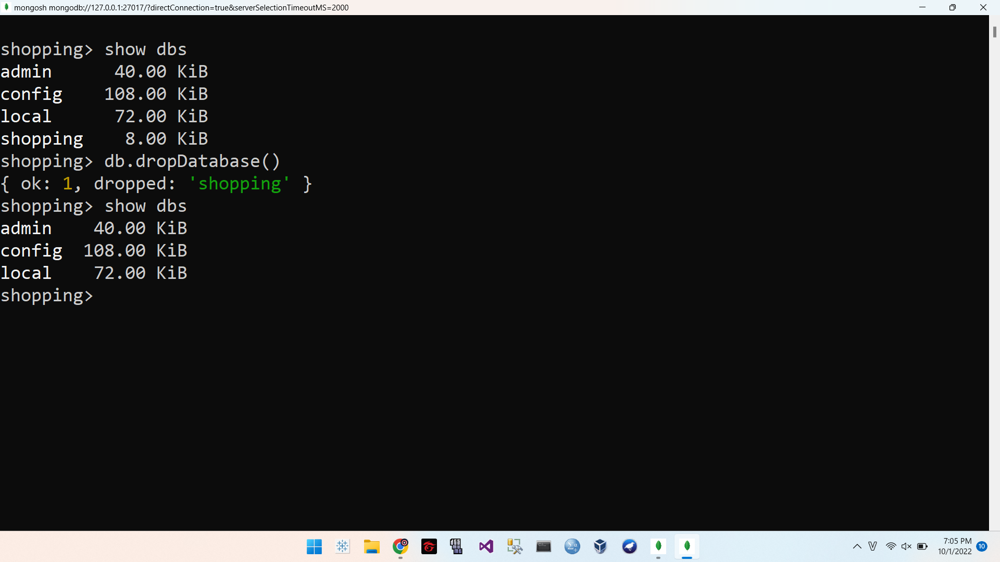 mongosh mongodb://127.0.0.1:27017/?directConnection=true&serverSelectionTimeoutMS=2000
shopping> show dbs
admin      40.00 KiB
config    108.00 KiB
local      72.00 KiB
shopping    8.00 KiB
shopping> db.dropDatabase()
{ ok: 1, dropped: 'shopping' }
shopping> show dbs
admin    40.00 KiB
config  108.00 KiB
local    72.00 KiB
shopping>
7:05 PM
10/1/2022
10